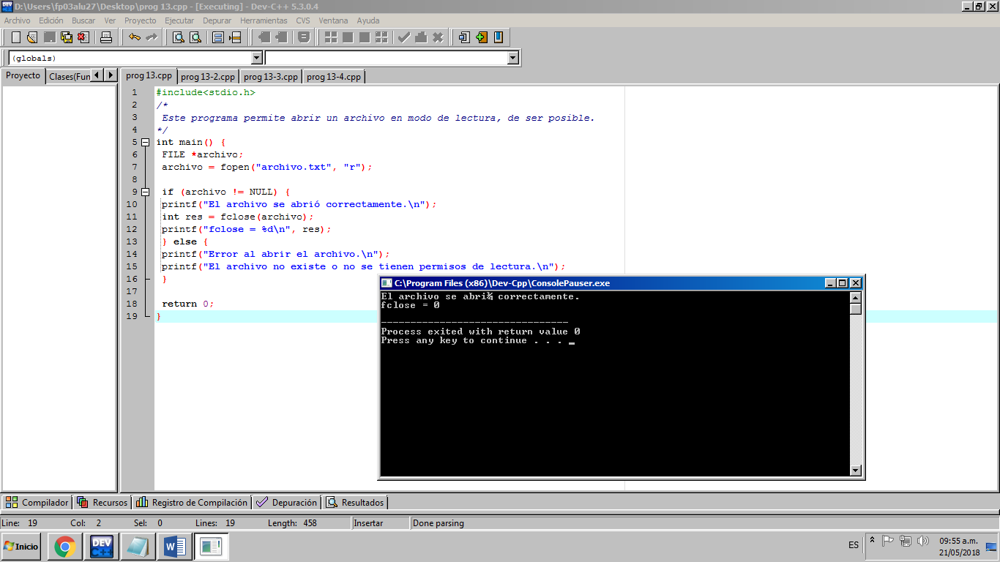 D:\Users\fp03alu27\Desktop\prog 13.cpp - [Executing] - Dev-C++ 5.3.0.4
Archivo Edición Buscar Ver Proyecto Ejecutar Depurar Herramientas CVS Ventana Ayuda
(globals)
Proyecto Clases(Fun prog 13.cpp prog 13-2.cpp prog 13-3.cpp prog 13-4.cpp
1 #include<stdio.h>
2 /*
3 Este programa permite abrir un archivo en modo de lectura, de ser posible.
4 */
5 int main() {
6 FILE *archivo;
7 archivo = fopen("archivo.txt", "r");
8
9 if (archivo != NULL) {
10 printf("El archivo se abrió correctamente.\n");
11 int res = fclose(archivo);
12 printf("fclose = %d\n", res);
13 } else {
14 printf("Error al abrir el archivo.\n");
15 printf("El archivo no existe o no se tienen permisos de lectura.\n");
16 }
17
18 return 0;
19 }
C:\Program Files (x86)\Dev-Cpp\ConsolePauser.exe
El archivo se abri¾ correctamente.
fclose = 0
--------------------------------
Process exited with return value 0
Press any key to continue . . . _
Compilador Recursos Registro de Compilación Depuración Resultados
Line: 19 Col: 2 Sel: 0 Lines: 19 Length: 458 Insertar Done parsing
Inicio DEV C++ W ES 09:55 a.m.
21/05/2018